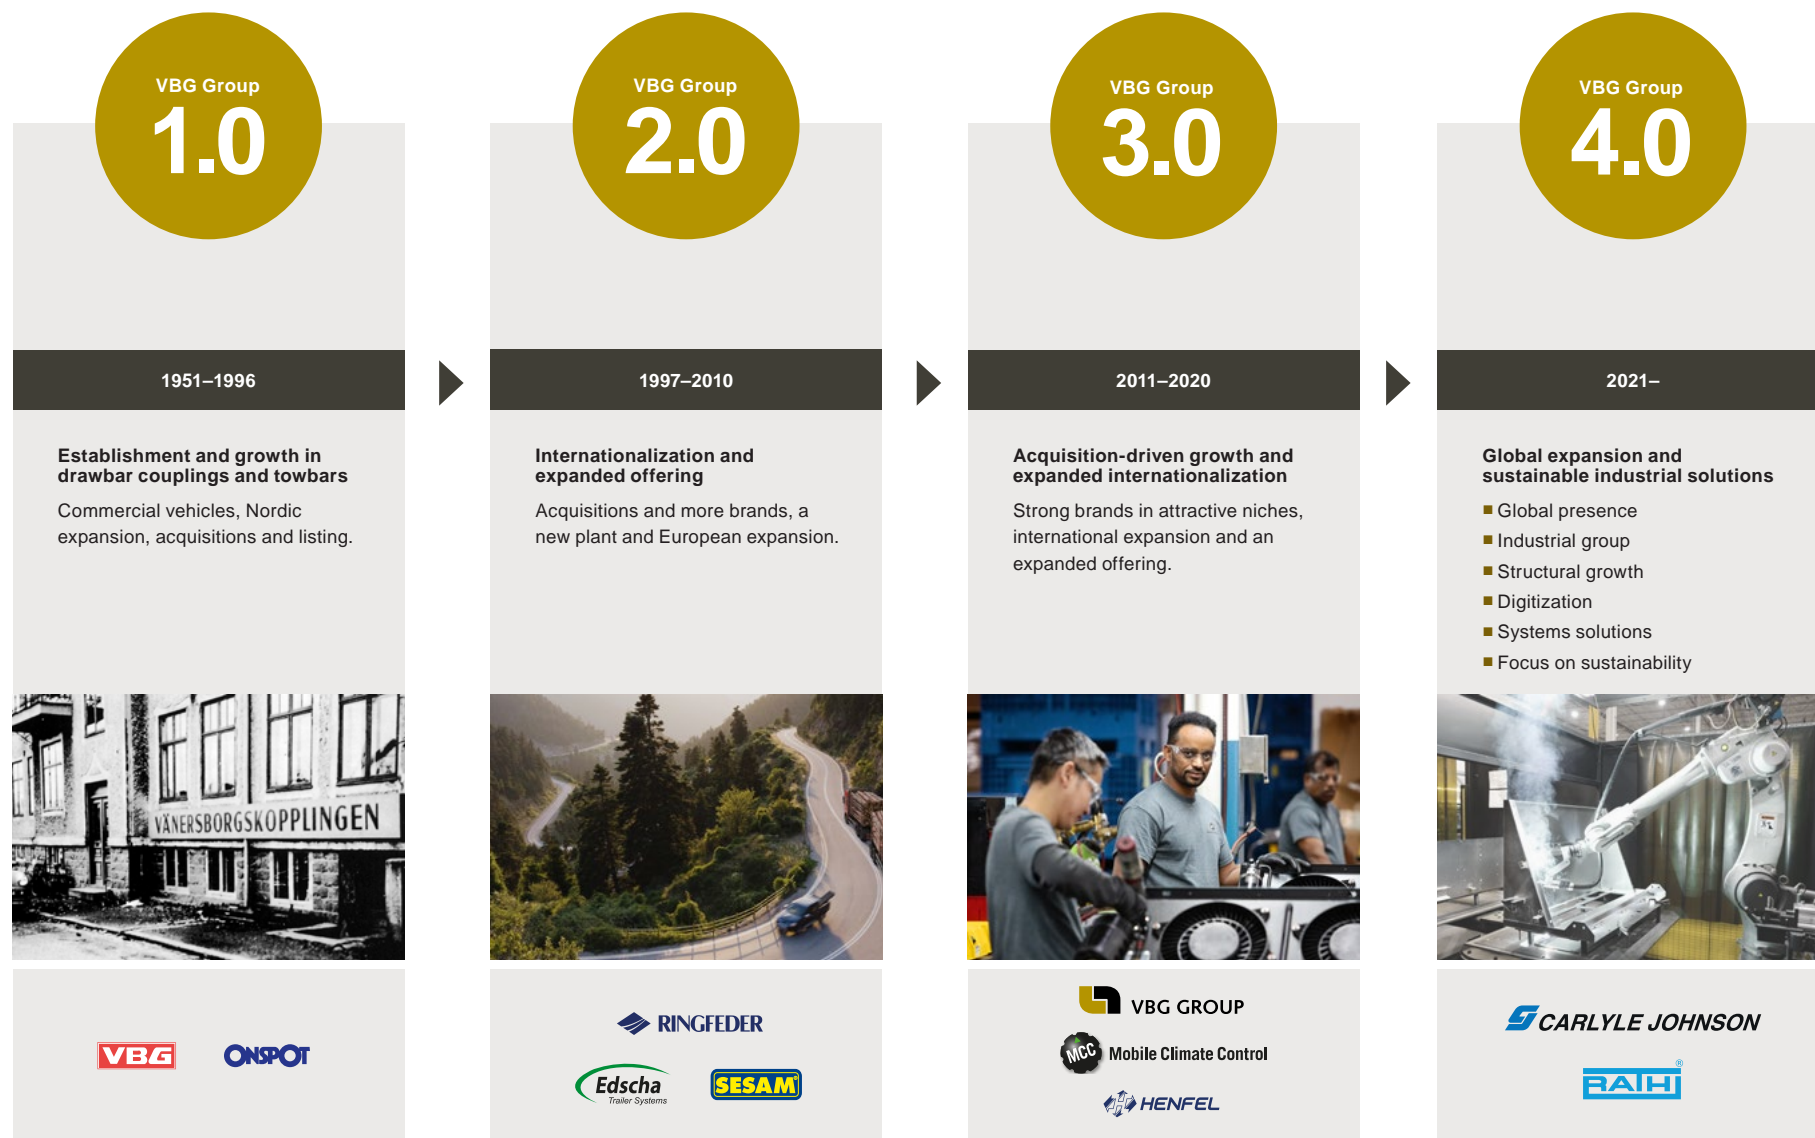 VBG Group
1.0
1951–1996
Establishment and growth in
drawbar couplings and towbars
Commercial vehicles, Nordic
expansion, acquisitions and listing.
VÄNERSBORGSKOPPLINGEN
VBG
ONSPOT
VBG Group
2.0
1997–2010
Internationalization and
expanded offering
Acquisitions and more brands, a
new plant and European expansion.
RINGFEDER
Edscha
Trailer Systems
SESAM
VBG Group
3.0
2011–2020
Acquisition-driven growth and
expanded internationalization
Strong brands in attractive niches,
international expansion and an
expanded offering.
VBG GROUP
MCC Mobile Climate Control
HENFEL
VBG Group
4.0
2021–
Global expansion and
sustainable industrial solutions
Global presence
Industrial group
Structural growth
Digitization
Systems solutions
Focus on sustainability
CARLYLE JOHNSON
RATHI®